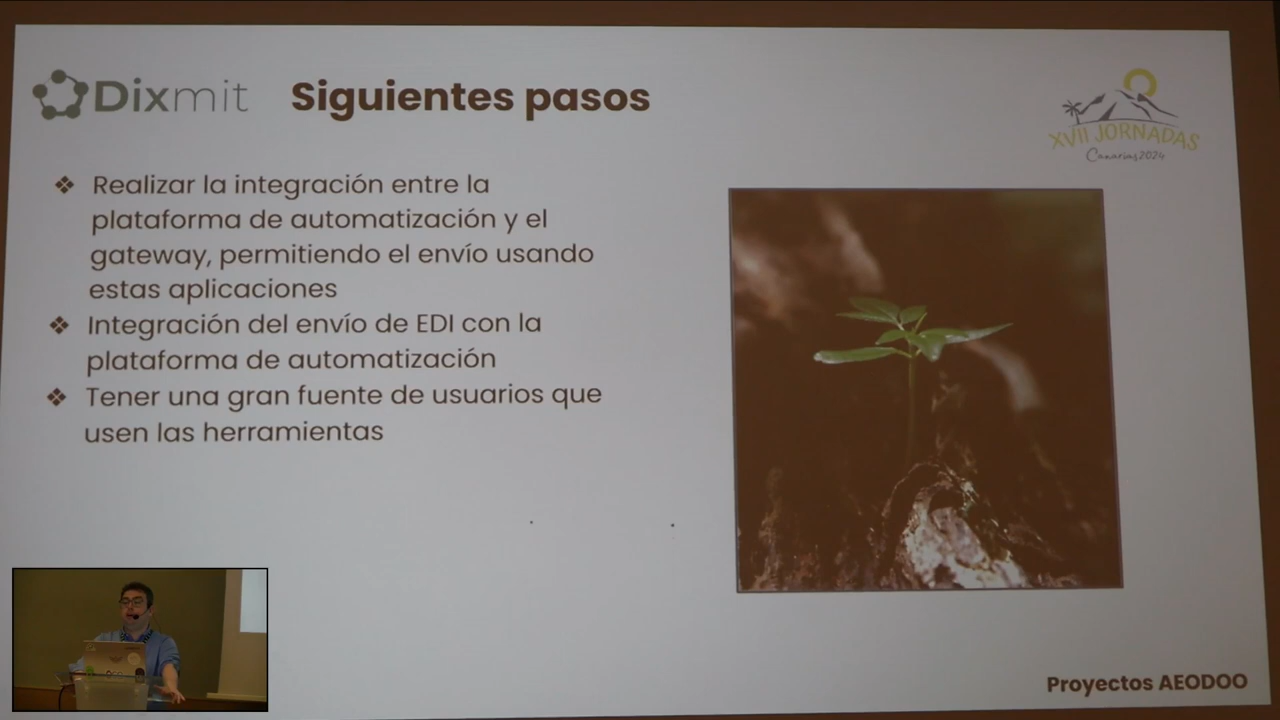 Dixmit
Siguientes pasos
XVII JORNADAS
Canarias2024
❖ Realizar la integración entre la
plataforma de automatización y el
gateway, permitiendo el envío usando
estas aplicaciones
❖ Integración del envío de EDI con la
plataforma de automatización
❖ Tener una gran fuente de usuarios que
usen las herramientas
Proyectos AEODOO